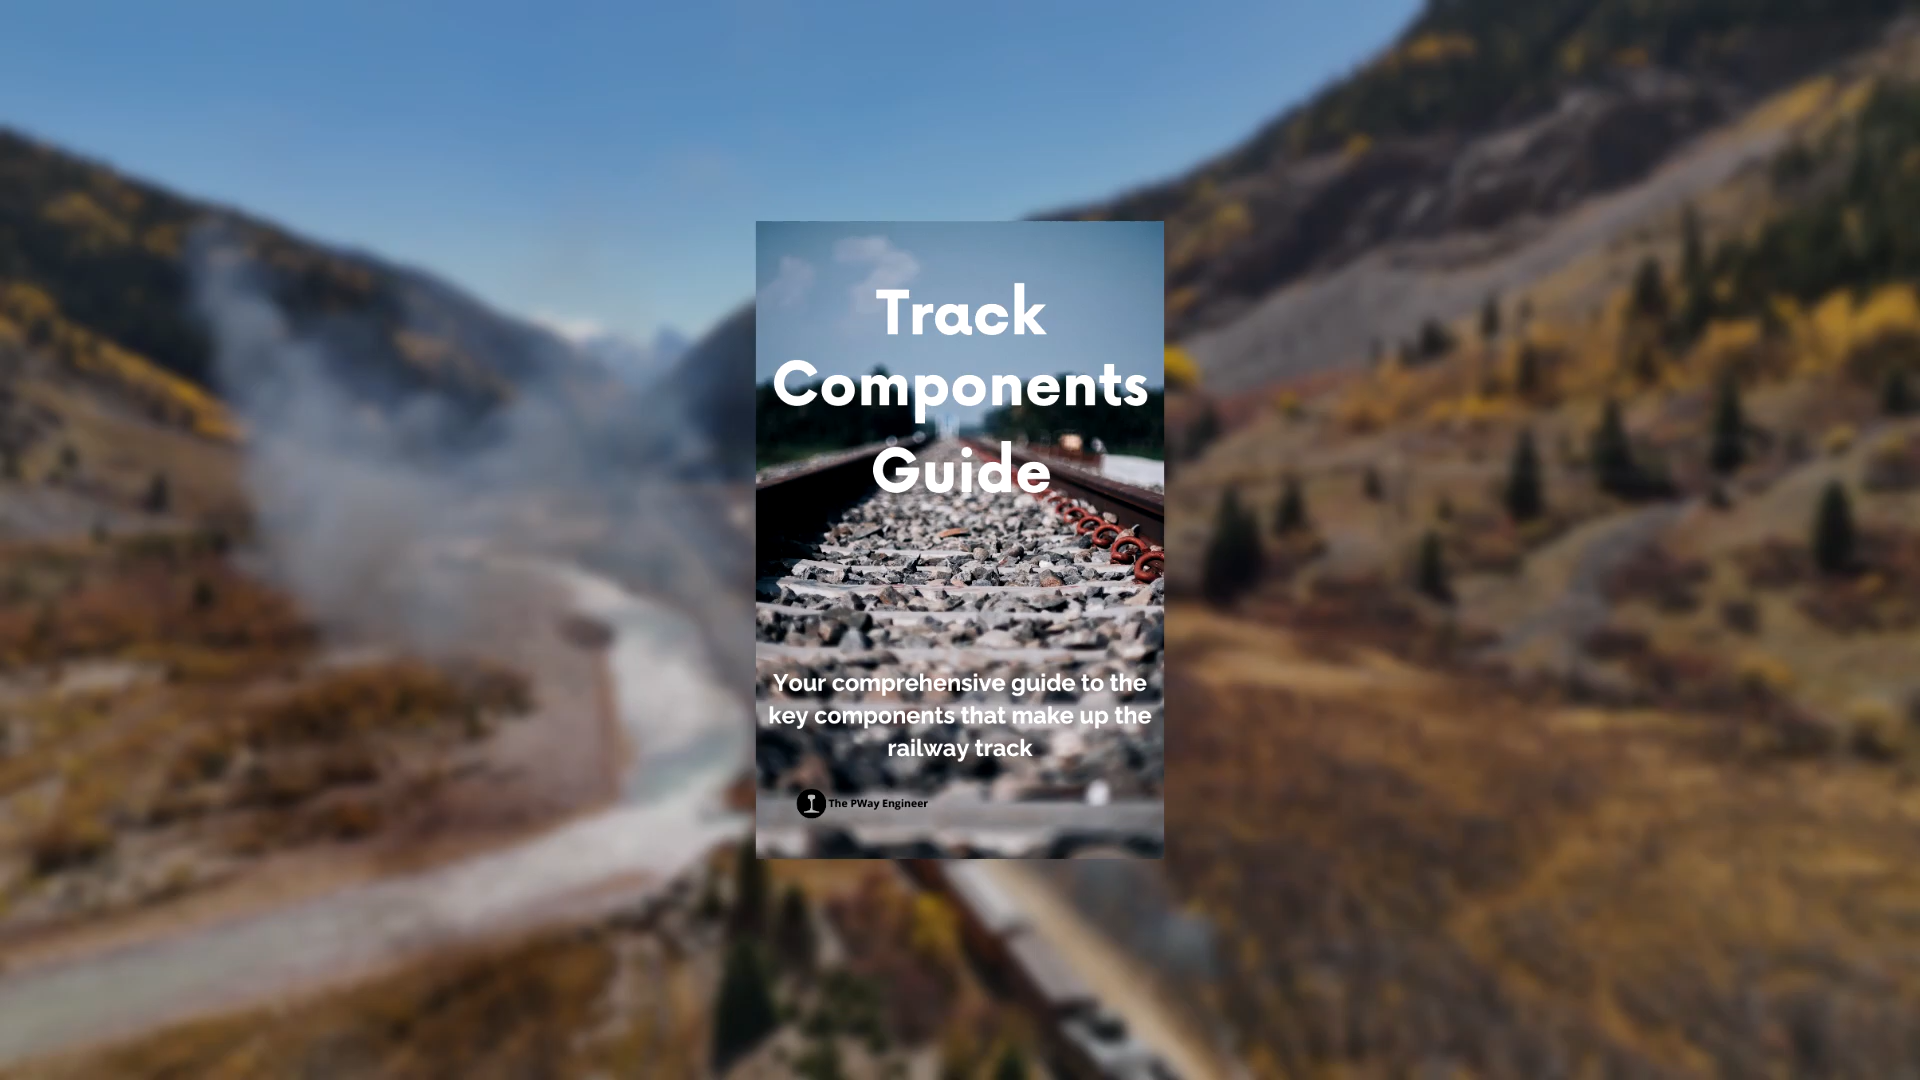 Track
Components
Guide
Your comprehensive guide to the
key components that make up the
railway track
The PWay Engineer